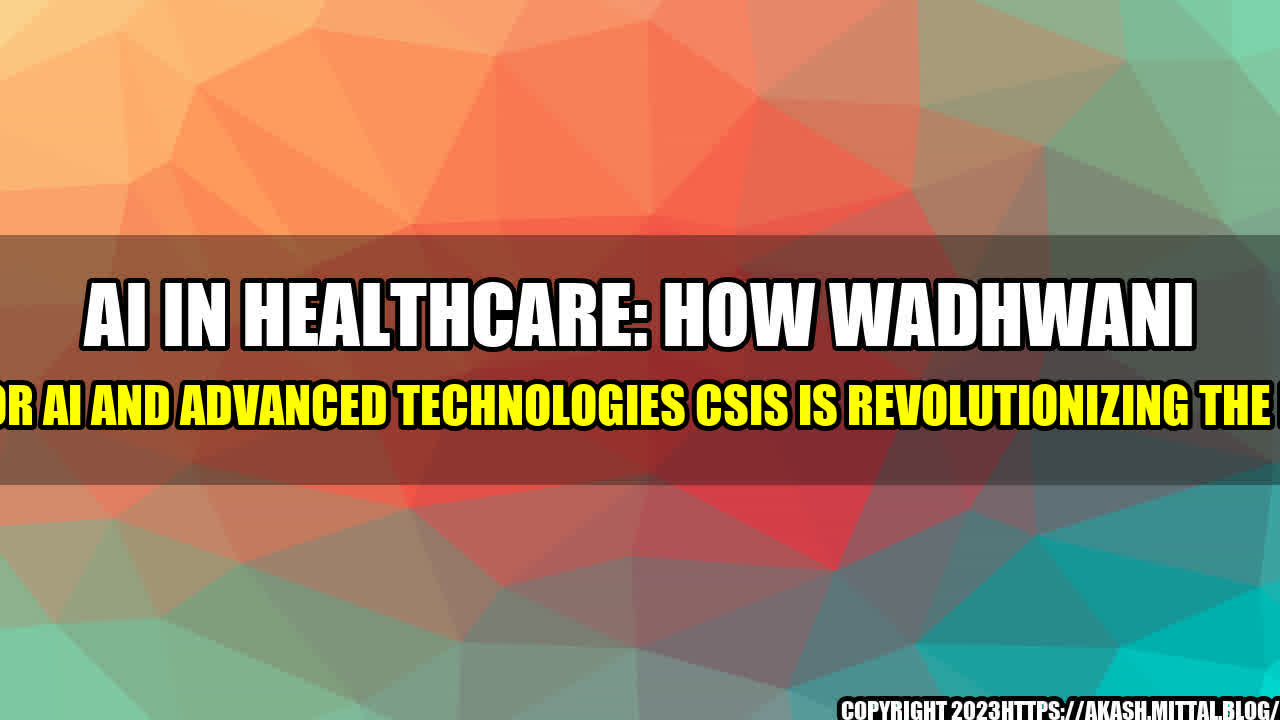 AI IN HEALTHCARE: HOW WADHWANI
OR AI AND ADVANCED TECHNOLOGIES CSIS IS REVOLUTIONIZING THE
COPYRIGHT 2023HTTPS://AKASH.MITTAL.BLOG/